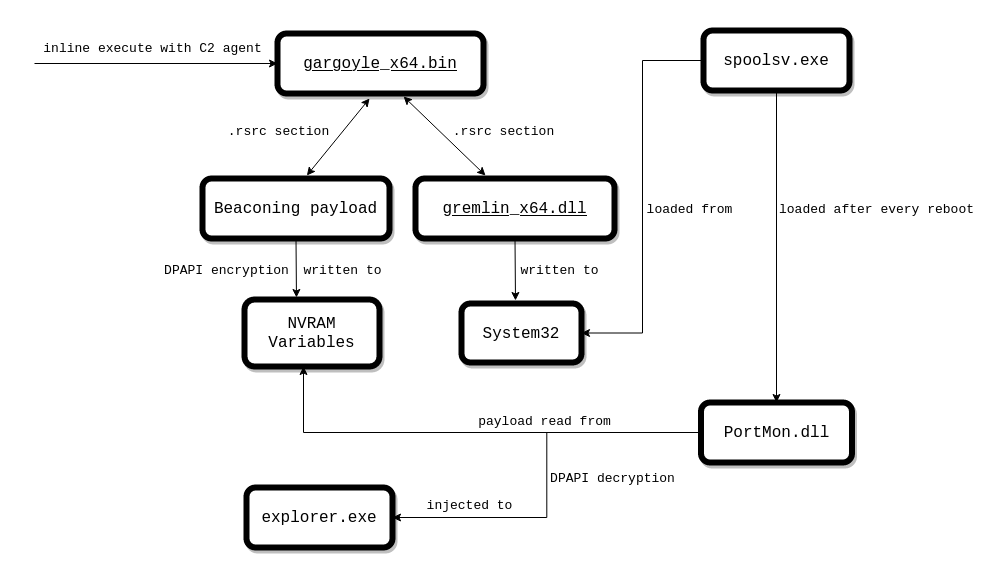 inline execute with C2 agent
gargoyle_x64.bin
spoolsv.exe
.rsrc section
.rsrc section
Beaconing payload
gremlin_x64.dll
loaded from
loaded after every reboot
DPAPI encryption
written to
written to
NVRAM
Variables
System32
payload read from
PortMon.dll
DPAPI decryption
injected to
explorer.exe